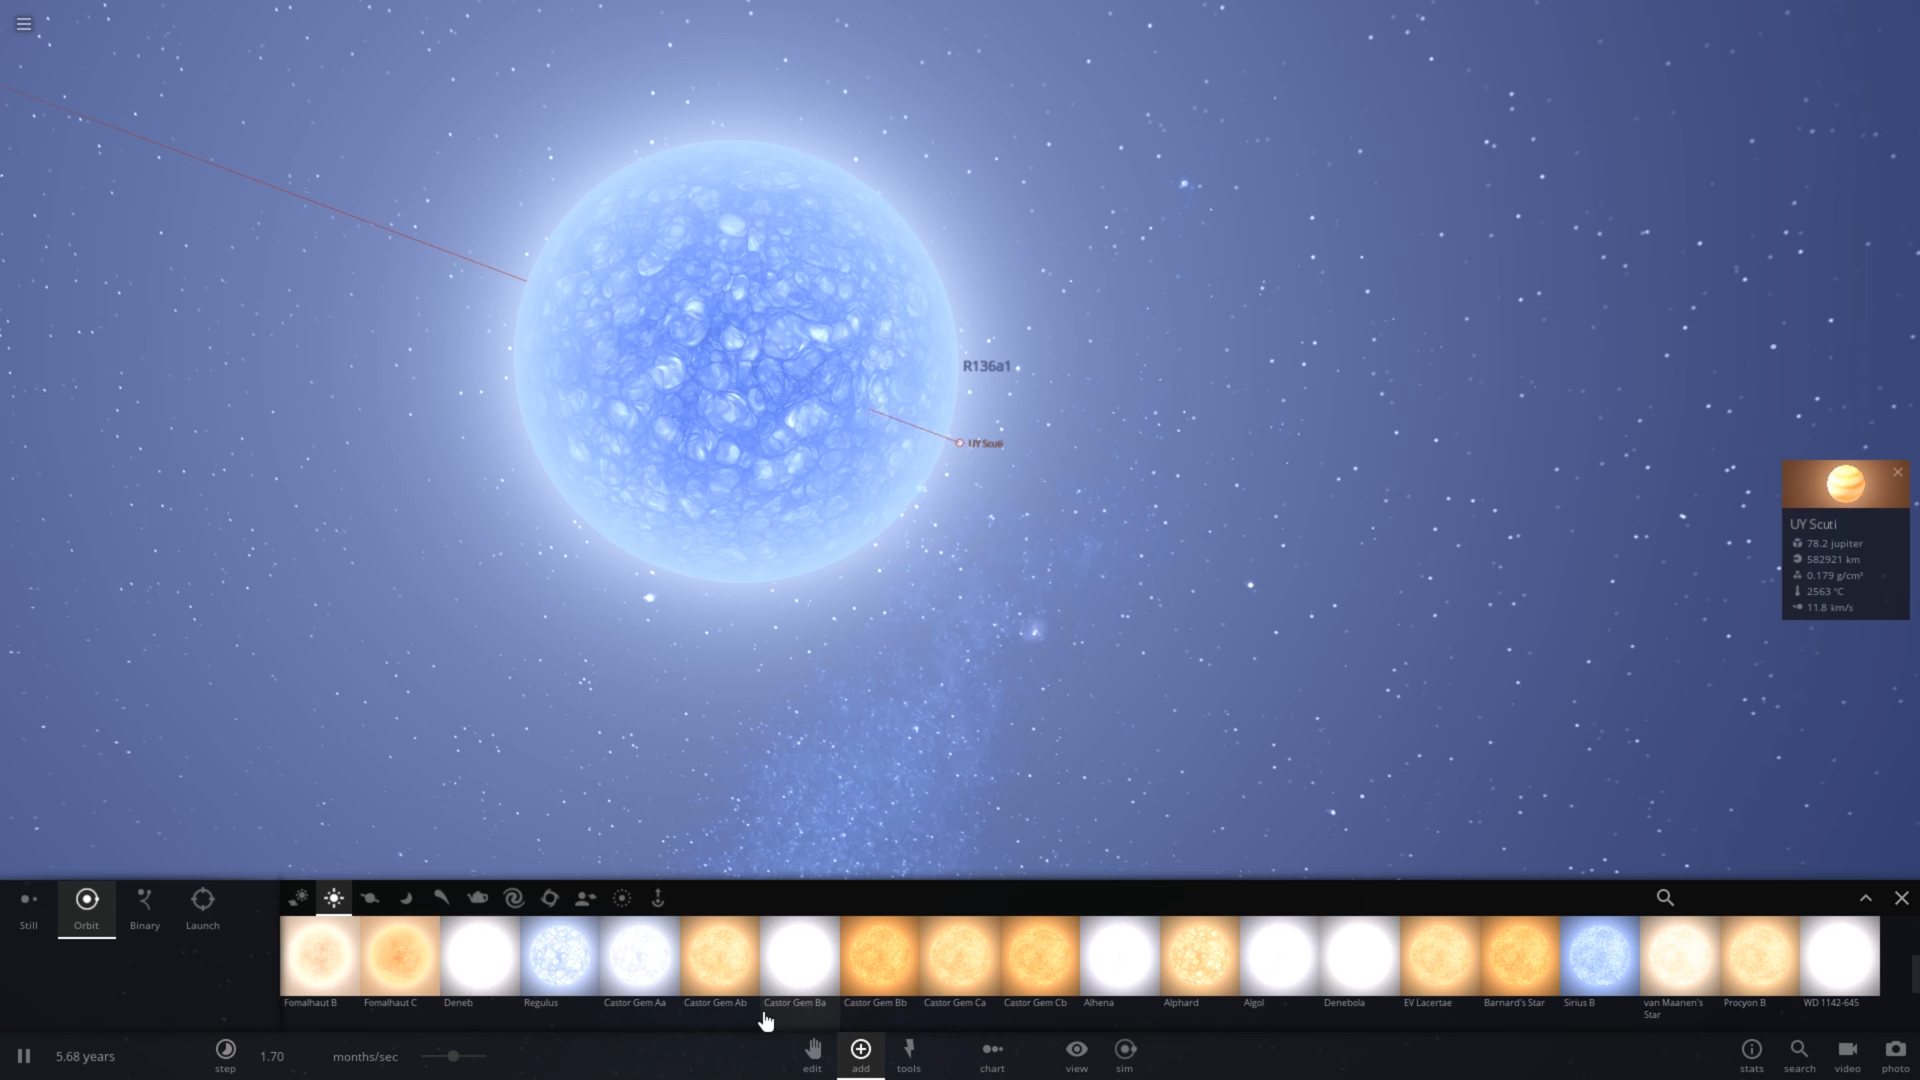 R136a1
UY Scuti
UY Scuti
78.2 jupiter
582921 km
0.179 g/cm³
2563 °C
11.8 km/s
Still
Orbit
Binary
Launch
Fomalhaut B
Fomalhaut C
Deneb
Regulus
Castor Gem Aa
Castor Gem Ab
Castor Gem Ba
Castor Gem Bb
Castor Gem Ca
Castor Gem Cb
Alhena
Alphard
Algol
Denebola
EV Lacertae
Barnard's Star
Sirius B
van Maanen's
Star
Procyon B
WD 1142-645
5.68 years
step
1.70
months/sec
edit
add
tools
chart
view
sim
stats
search
video
photo